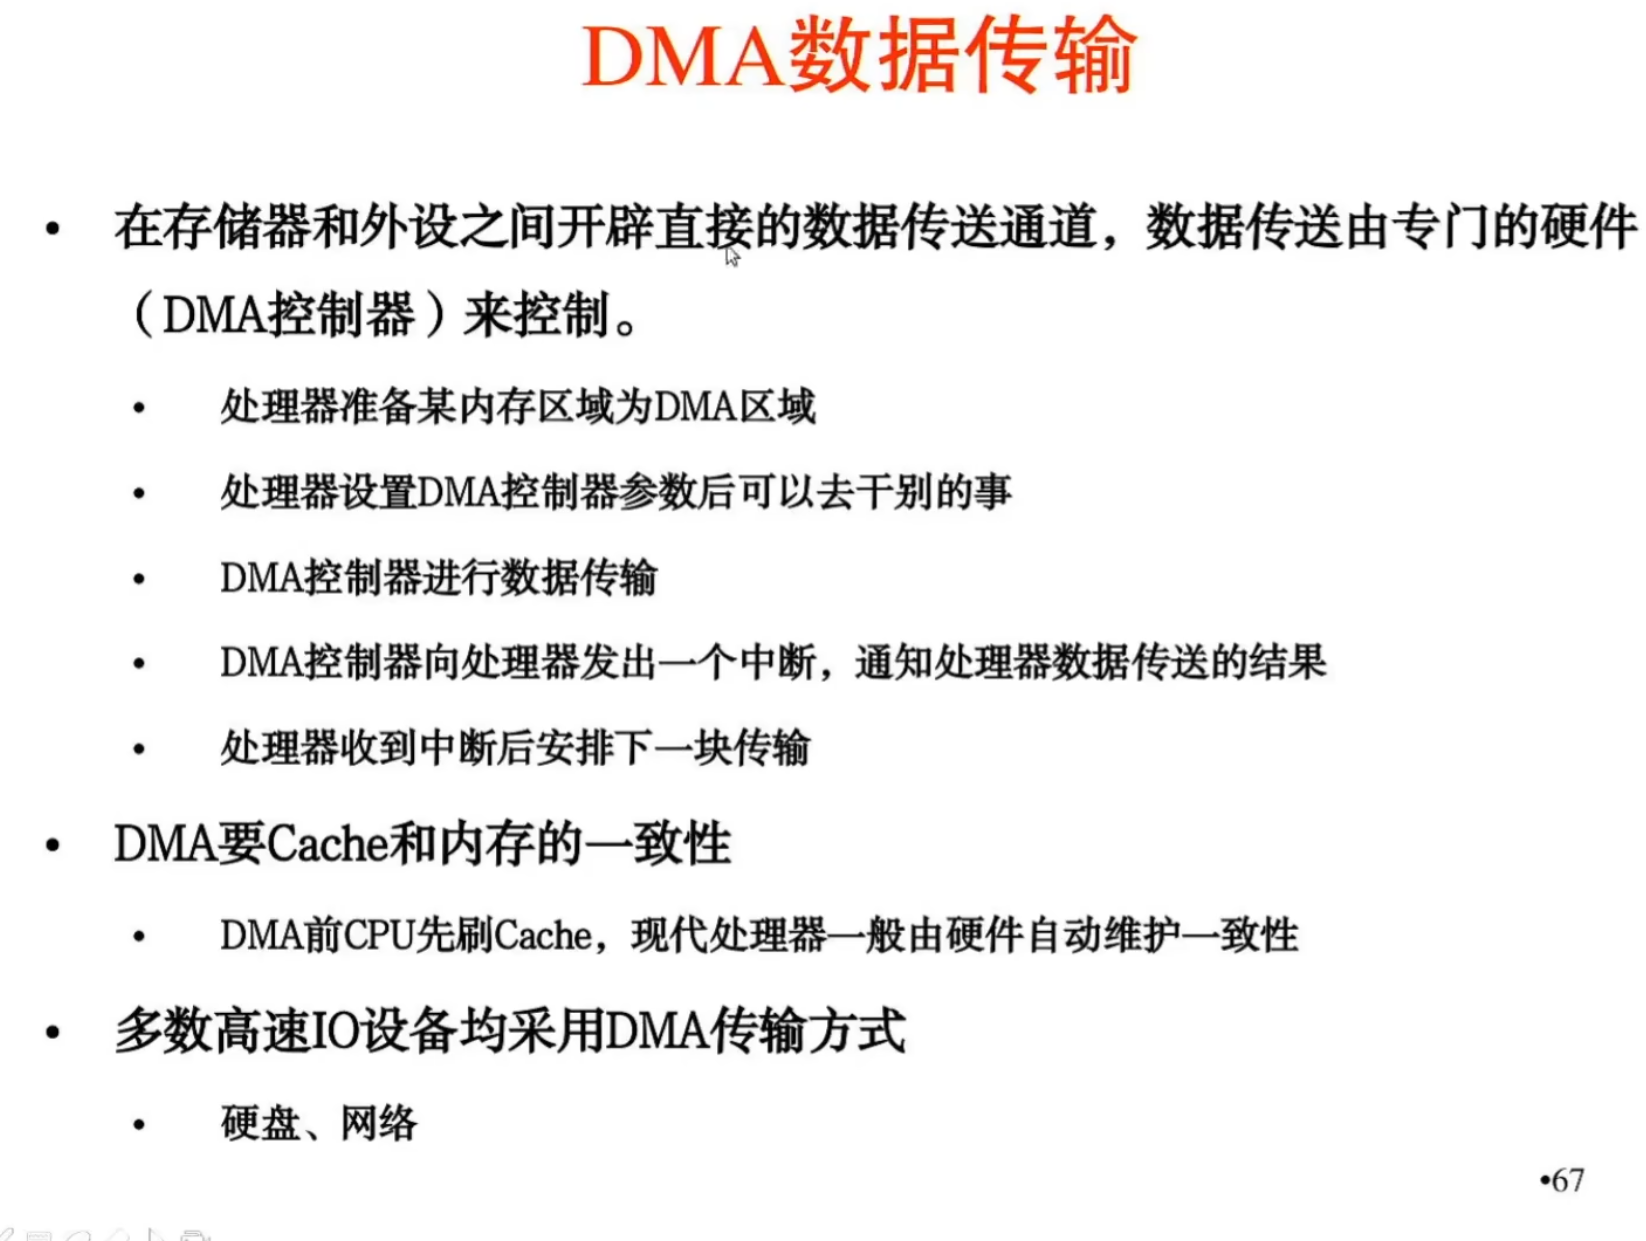 DMA数据传输
• 在存储器和外设之间开辟直接的数据传送通道，数据传送由专门的硬件
（DMA控制器）来控制。
• 处理器准备某内存区域为DMA区域
• 处理器设置DMA控制器参数后可以去干别的事
• DMA控制器进行数据传输
• DMA控制器向处理器发出一个中断，通知处理器数据传送的结果
• 处理器收到中断后安排下一块传输
• DMA要Cache和内存的一致性
• DMA前CPU先刷Cache，现代处理器一般由硬件自动维护一致性
• 多数高速IO设备均采用DMA传输方式
• 硬盘、网络
•67